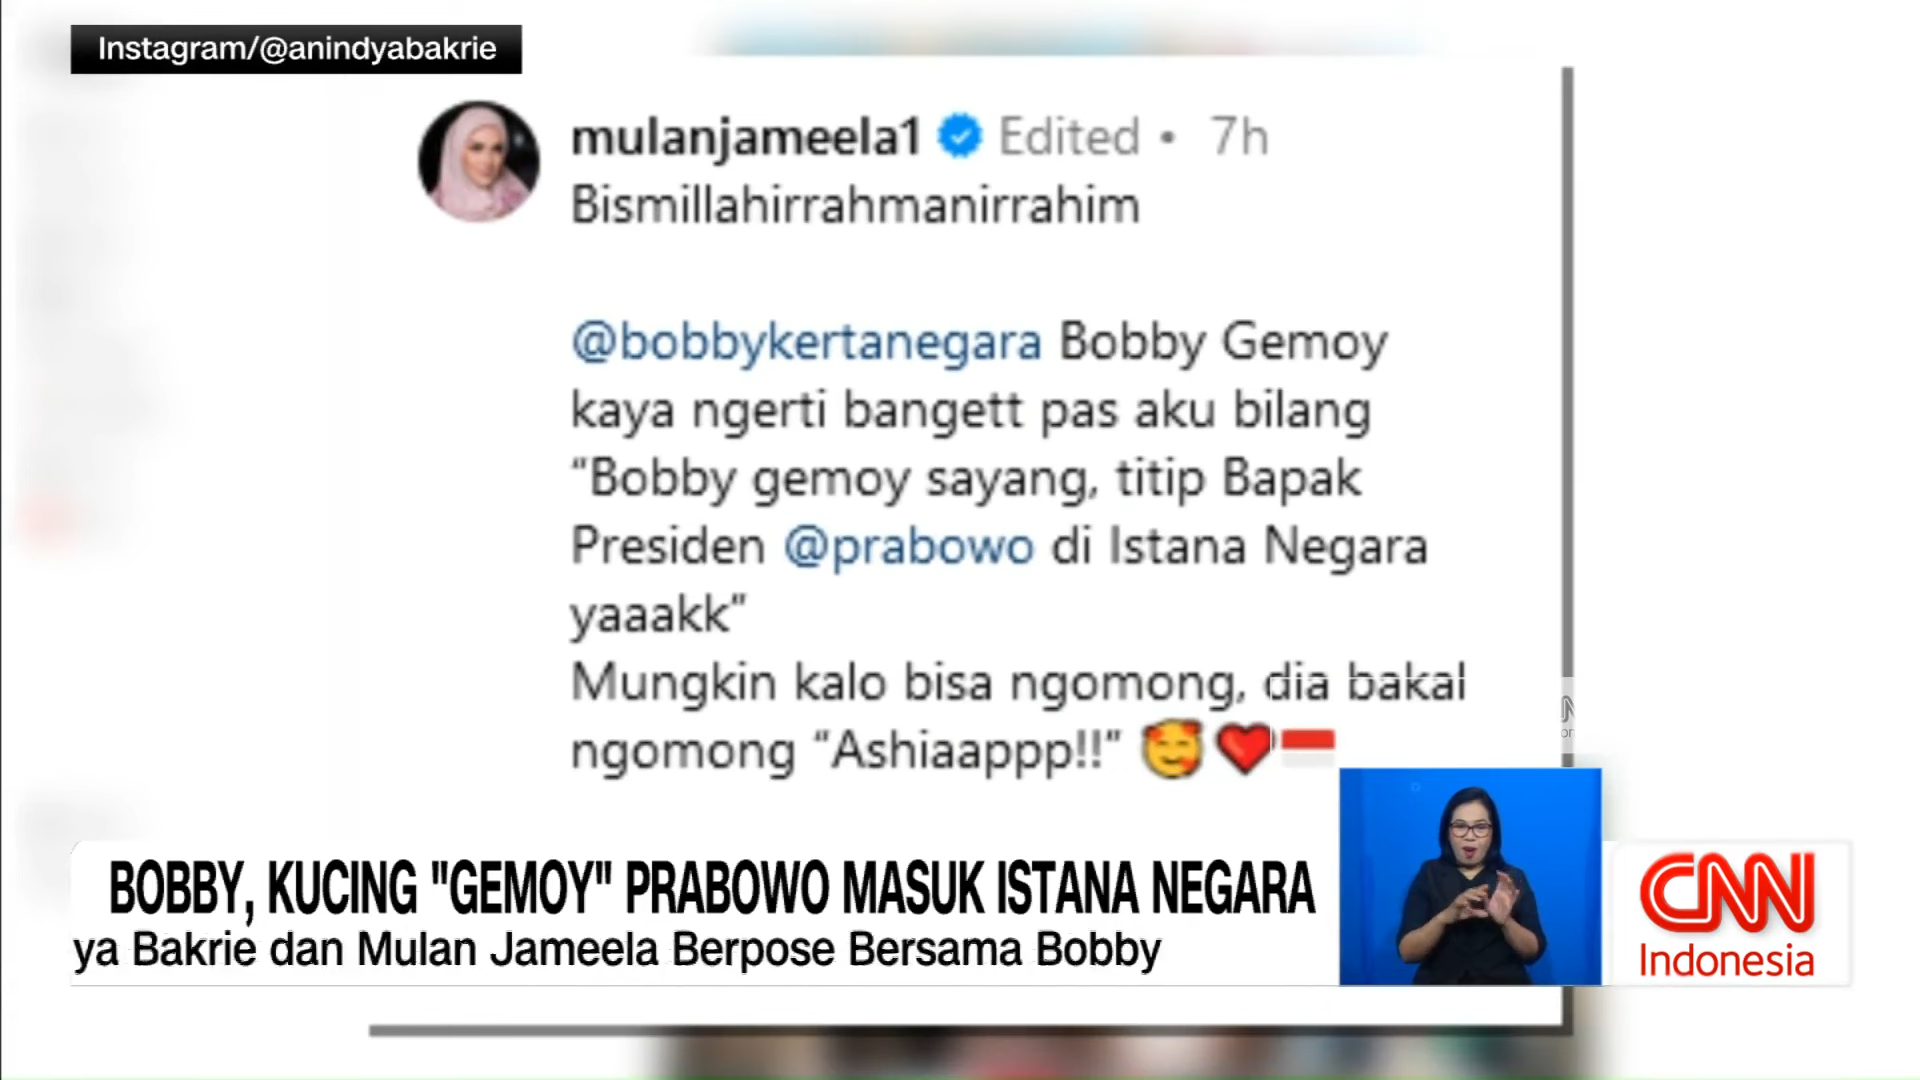 Instagram/@anindyabakrie
mulanjameela1 Edited • 7h
Bismillahirrahmanirrahim
@bobbykertanegara Bobby Gemoy
kaya ngerti bangett pas aku bilang
“Bobby gemoy sayang, titip Bapak
Presiden @prabowo di Istana Negara
yaaakk”
Mungkin kalo bisa ngomong, dia bakal
ngomong “Ashiaappp!!” 🥰❤️🇮🇩
BOBBY, KUCING "GEMOY" PRABOWO MASUK ISTANA NEGARA
ya Bakrie dan Mulan Jameela Berpose Bersama Bobby
CNN
Indonesia